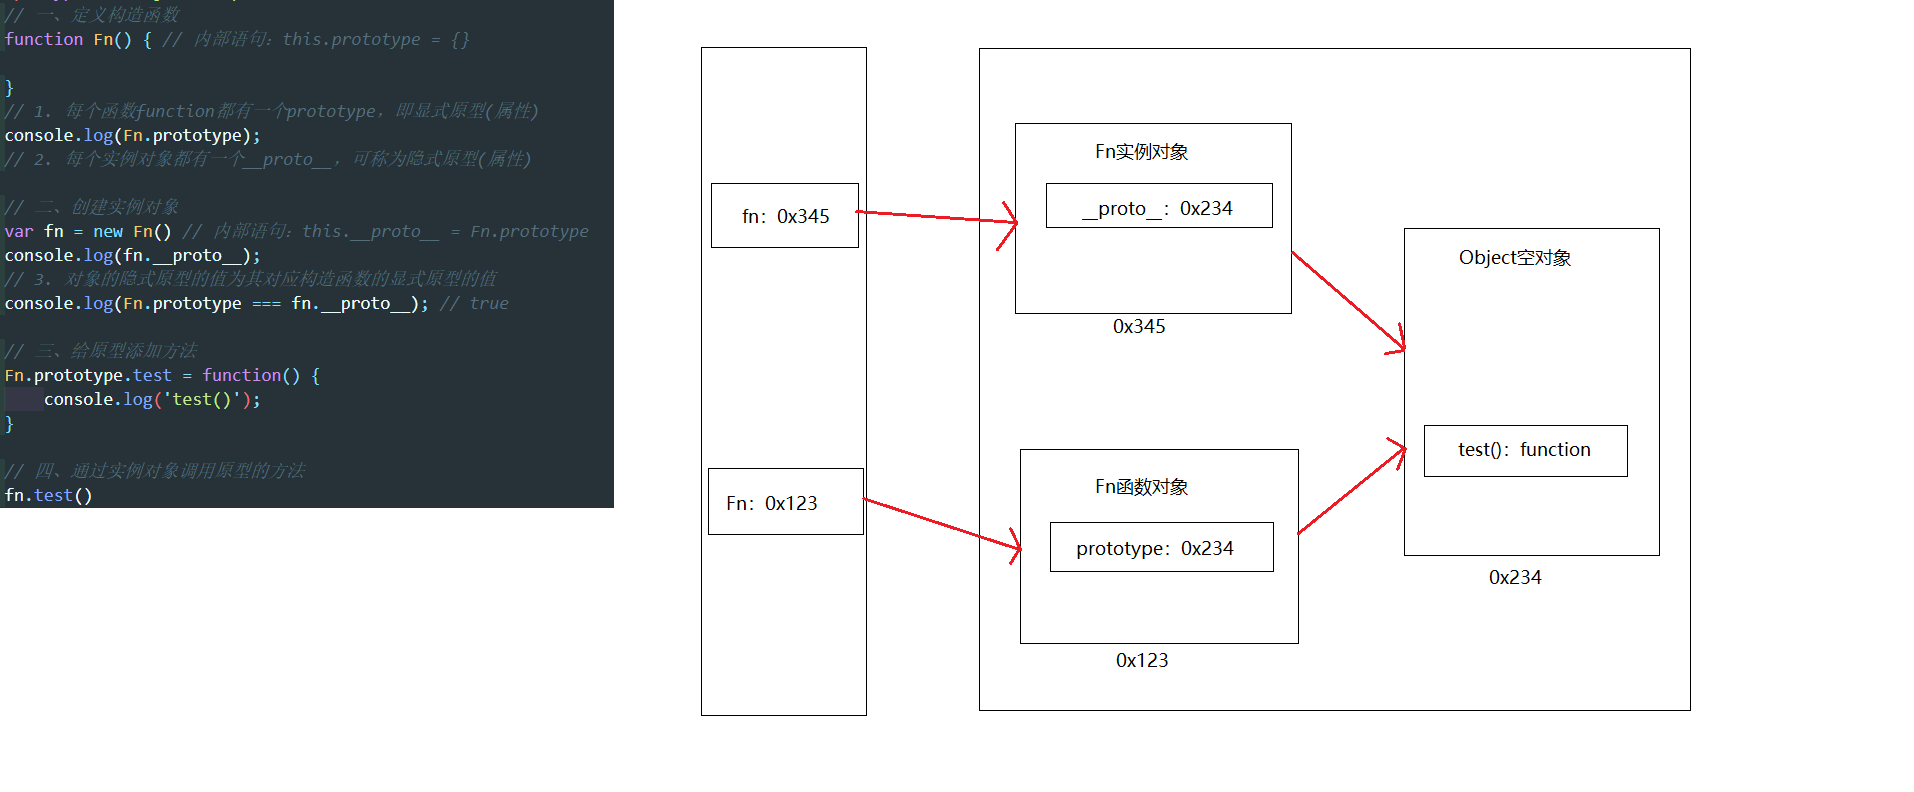 // 一、定义构造函数
function Fn() { // 内部语句：this.prototype = {}
}
// 1. 每个函数function都有一个prototype，即显式原型(属性)
console.log(Fn.prototype);
// 2. 每个实例对象都有一个__proto__，可称为隐式原型(属性)
// 二、创建实例对象
var fn = new Fn() // 内部语句：this.__proto__ = Fn.prototype
console.log(fn.__proto__);
// 3. 对象的隐式原型的值为其对应构造函数的显式原型的值
console.log(Fn.prototype === fn.__proto__); // true
// 三、给原型添加方法
Fn.prototype.test = function() {
console.log('test()');
}
// 四、通过实例对象调用原型的方法
fn.test()
fn：0x345
Fn：0x123
Fn实例对象
__proto__：0x234
0x345
Fn函数对象
prototype：0x234
0x123
Object空对象
test()：function
0x234